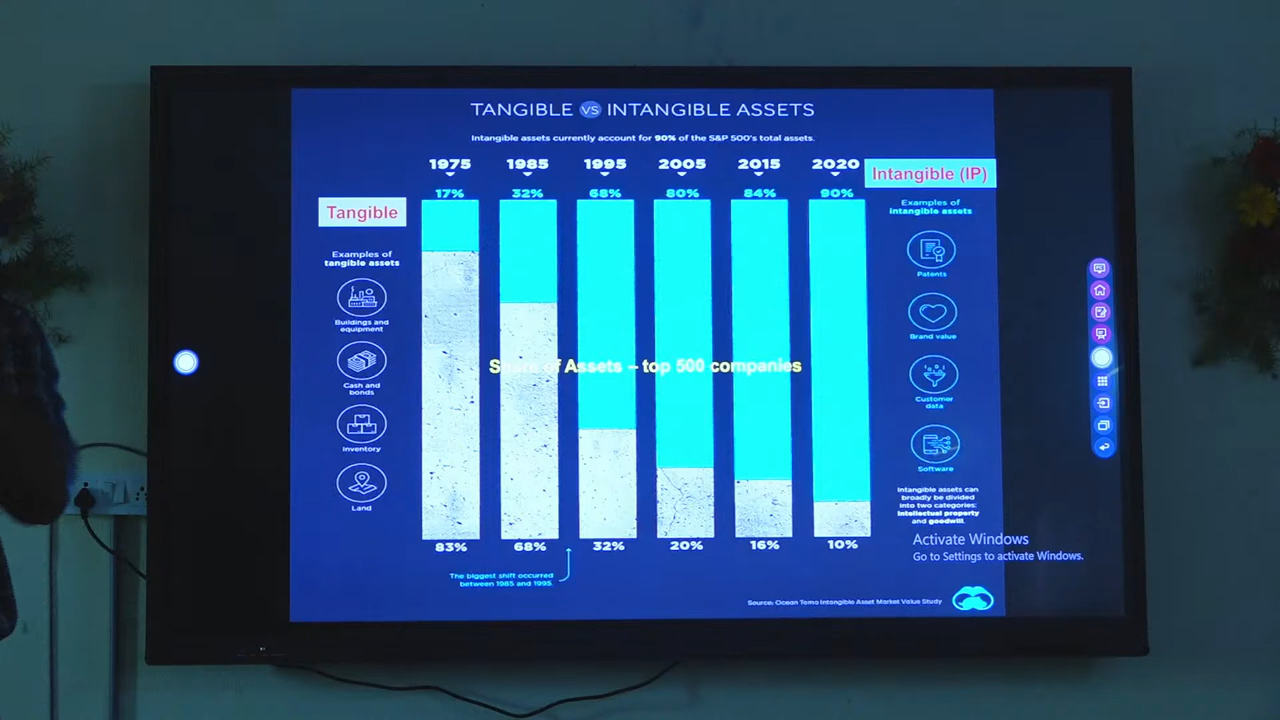 TANGIBLE VS INTANGIBLE ASSETS
Intangible assets currently account for 90% of the S&P 500's total assets.
1975 1985 1995 2005 2015 2020
17% 32% 68% 80% 84% 90%
Intangible (IP)
Tangible
Examples of
tangible assets
Buildings and
equipment
Cash and
bonds
Inventory
Land
Share of Assets – top 500 companies
Examples of
intangible assets
Patents
Brand value
Customer
data
Software
Intangible assets can
broadly be divided
into two categories:
intellectual property
and goodwill.
83% 68% 32% 20% 16% 10%
The biggest shift occurred
between 1985 and 1995.
Activate Windows
Go to Settings to activate Windows.
Source: Ocean Tomo Intangible Asset Market Value Study